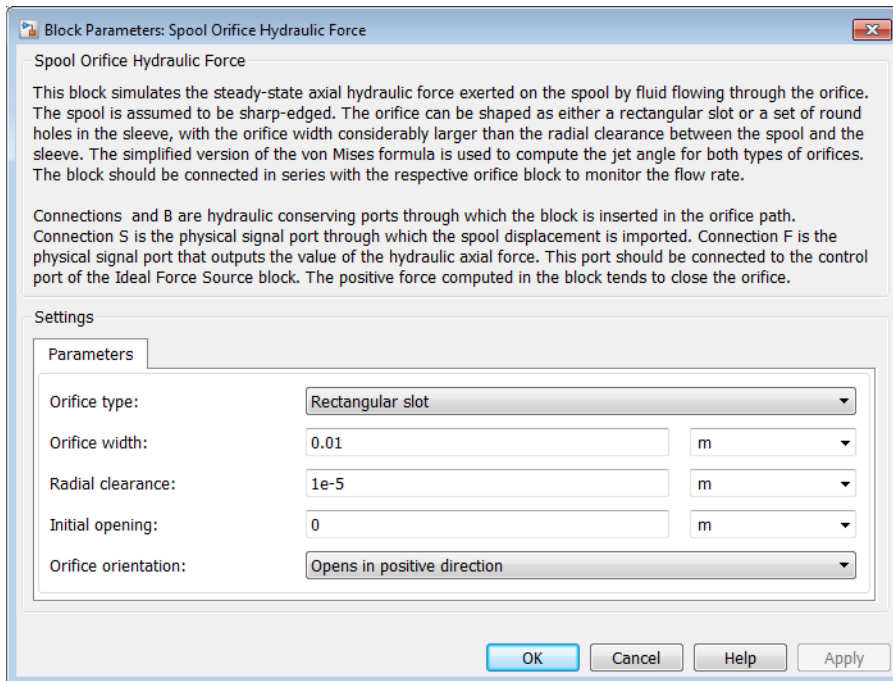 Block Parameters: Spool Orifice Hydraulic Force
Spool Orifice Hydraulic Force
This block simulates the steady-state axial hydraulic force exerted on the spool by fluid flowing through the orifice.
The spool is assumed to be sharp-edged. The orifice can be shaped as either a rectangular slot or a set of round
holes in the sleeve, with the orifice width considerably larger than the radial clearance between the spool and the
sleeve. The simplified version of the von Mises formula is used to compute the jet angle for both types of orifices.
The block should be connected in series with the respective orifice block to monitor the flow rate.
Connections  and B are hydraulic conserving ports through which the block is inserted in the orifice path.
Connection S is the physical signal port through which the spool displacement is imported. Connection F is the
physical signal port that outputs the value of the hydraulic axial force. This port should be connected to the control
port of the Ideal Force Source block. The positive force computed in the block tends to close the orifice.
Settings
Parameters
Orifice type: Rectangular slot
Orifice width: 0.01 m
Radial clearance: 1e-5 m
Initial opening: 0 m
Orifice orientation: Opens in positive direction
OK Cancel Help Apply